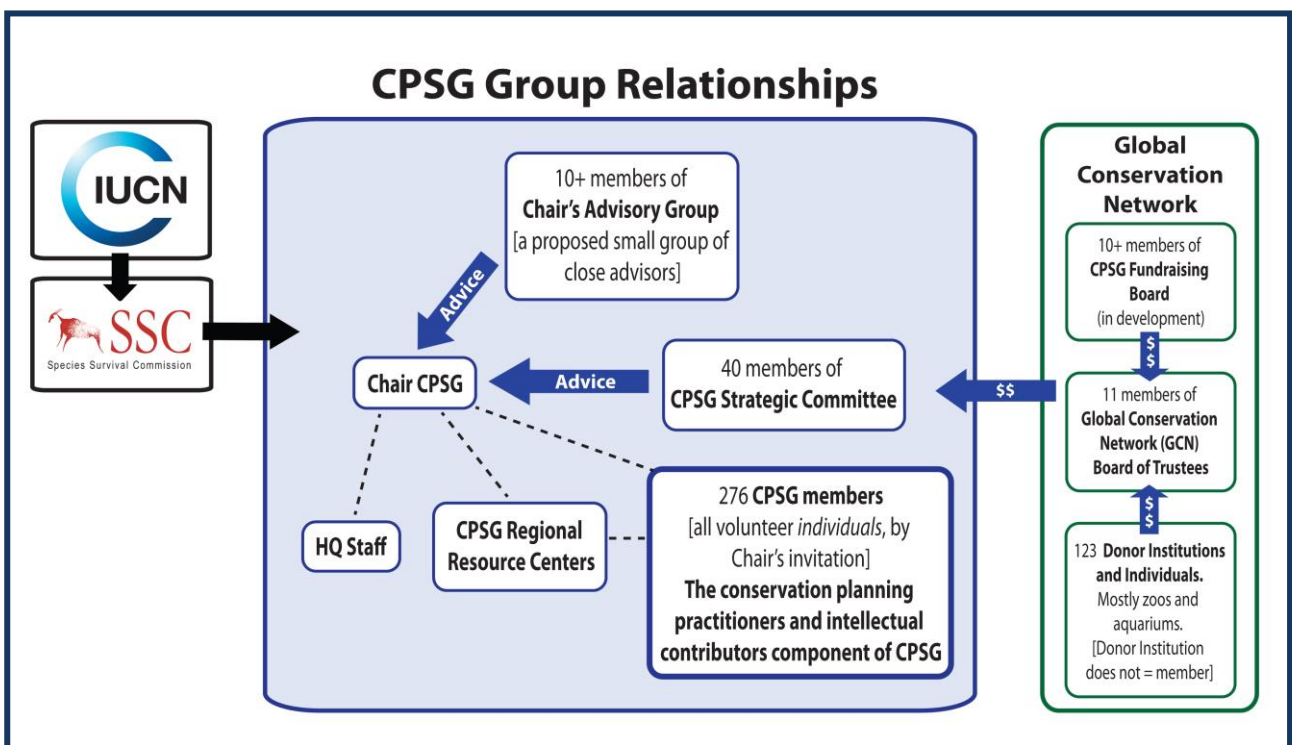 CPSG Group Relationships
IUCN
SSC
Species Survival Commission
10+ members of
Chair's Advisory Group
[a proposed small group of
close advisors]
Advice
Chair CPSG
Advice
40 members of
CPSG Strategic Committee
$$
HQ Staff
CPSG Regional
Resource Centers
276 CPSG members
[all volunteer individuals, by
Chair's invitation]
The conservation planning
practitioners and intellectual
contributors component of CPSG
Global
Conservation
Network
10+ members of
CPSG Fundraising
Board
(in development)
$$
11 members of
Global Conservation
Network (GCN)
Board of Trustees
$$
123 Donor Institutions
and Individuals.
Mostly zoos and
aquariums.
[Donor Institution
does not = member]